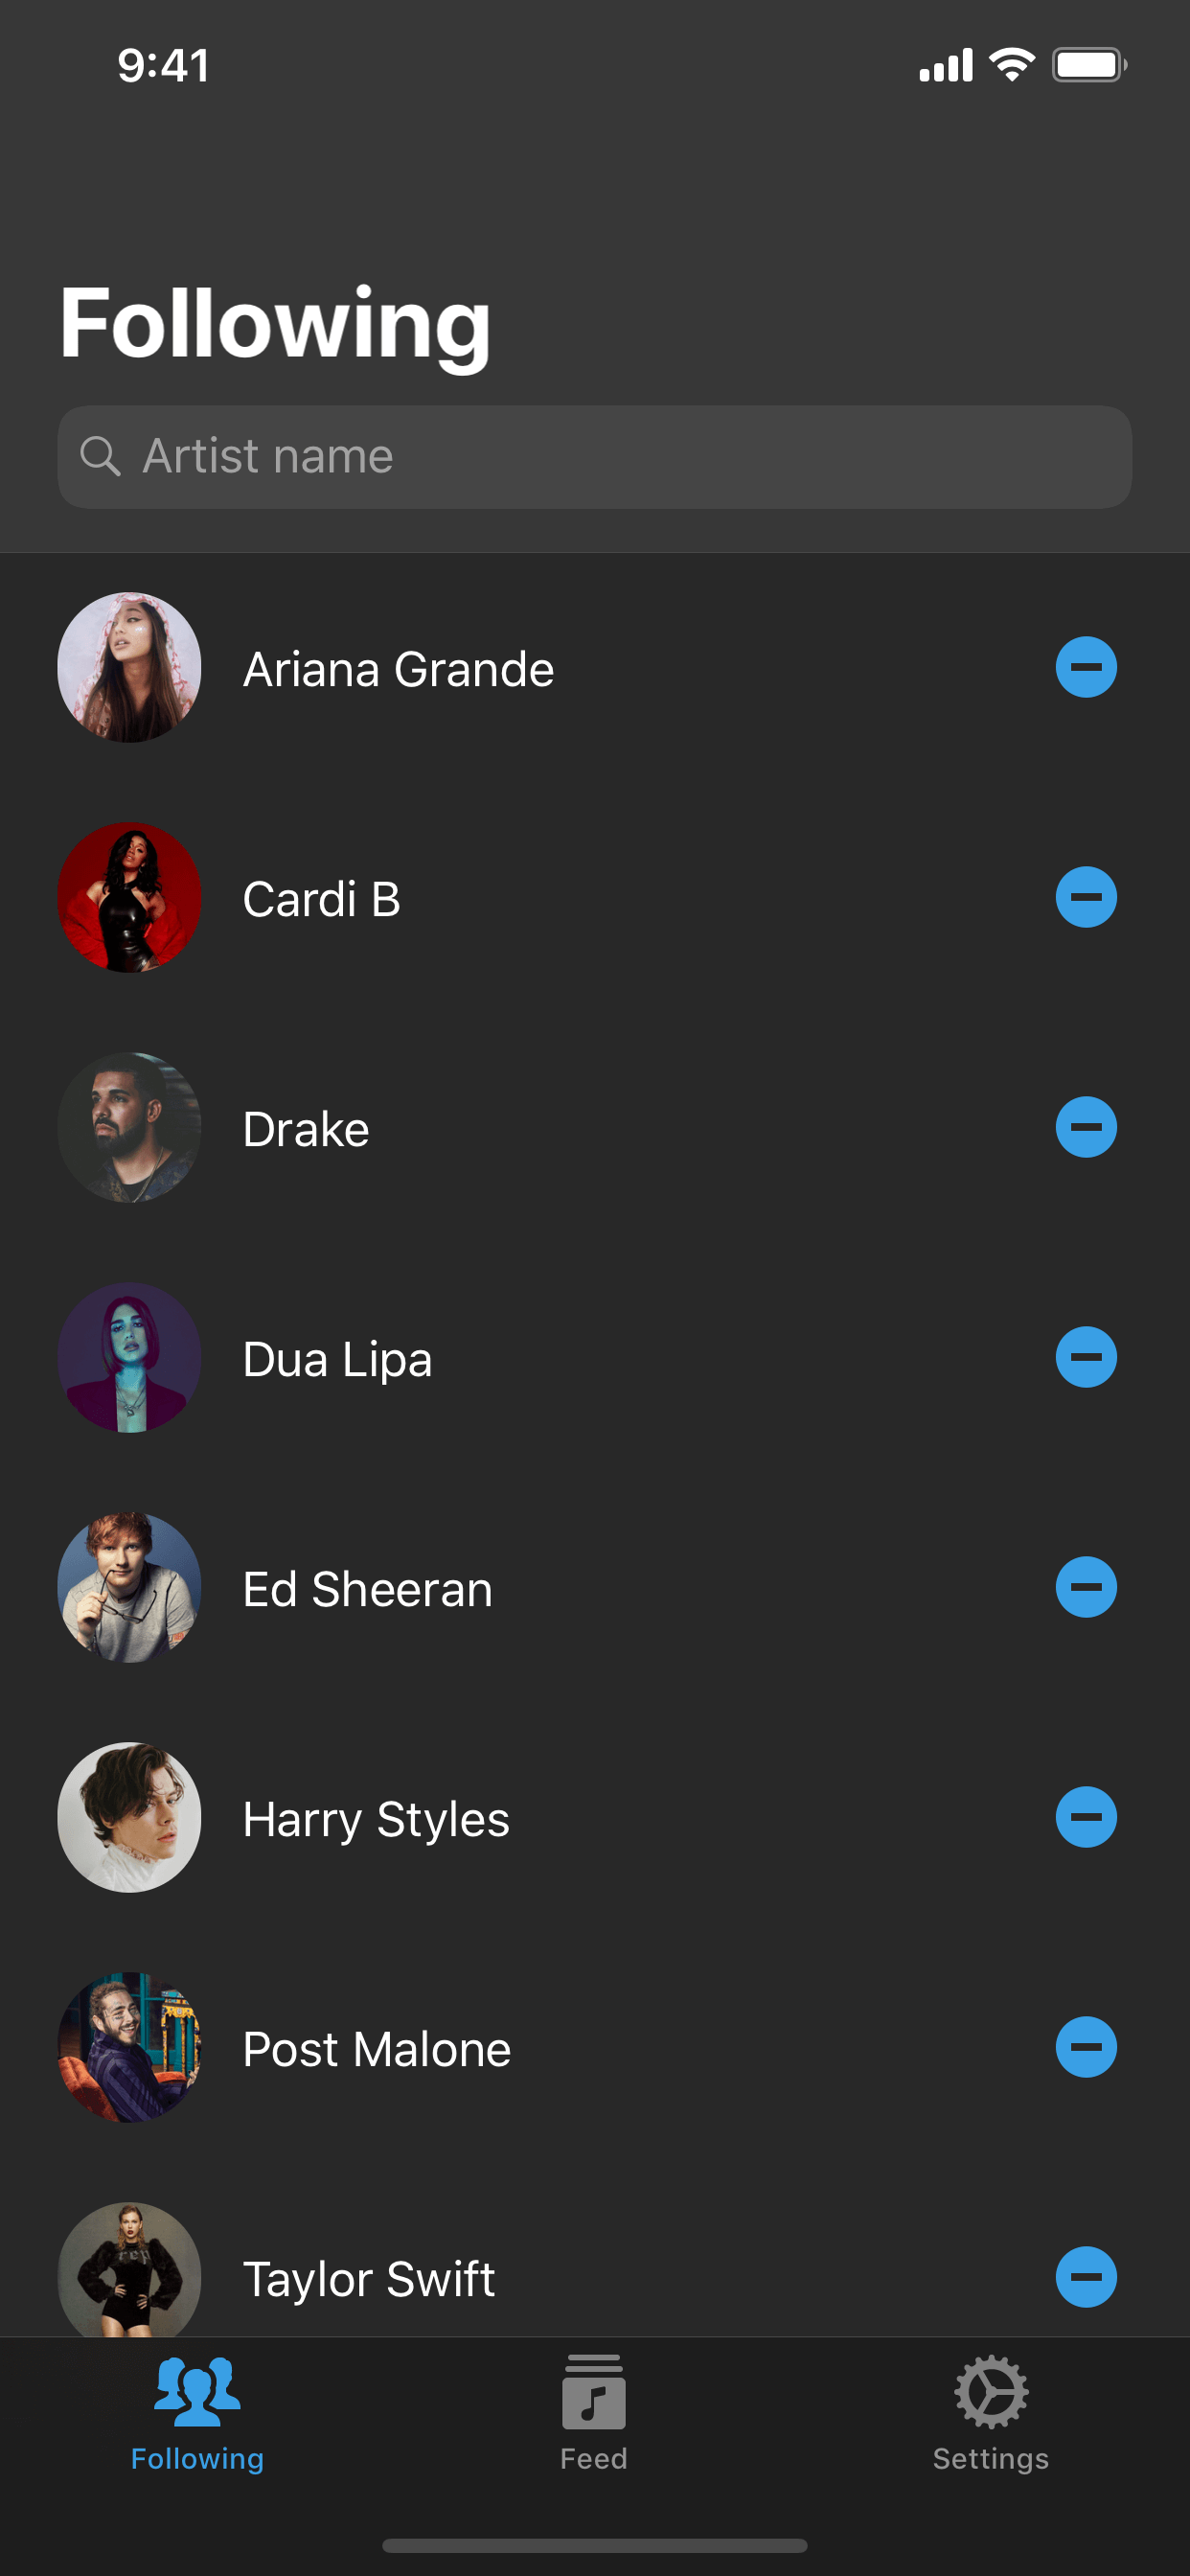 9:41
Following
Artist name
Ariana Grande
Cardi B
Drake
Dua Lipa
Ed Sheeran
Harry Styles
Post Malone
Taylor Swift
Following
Feed
Settings